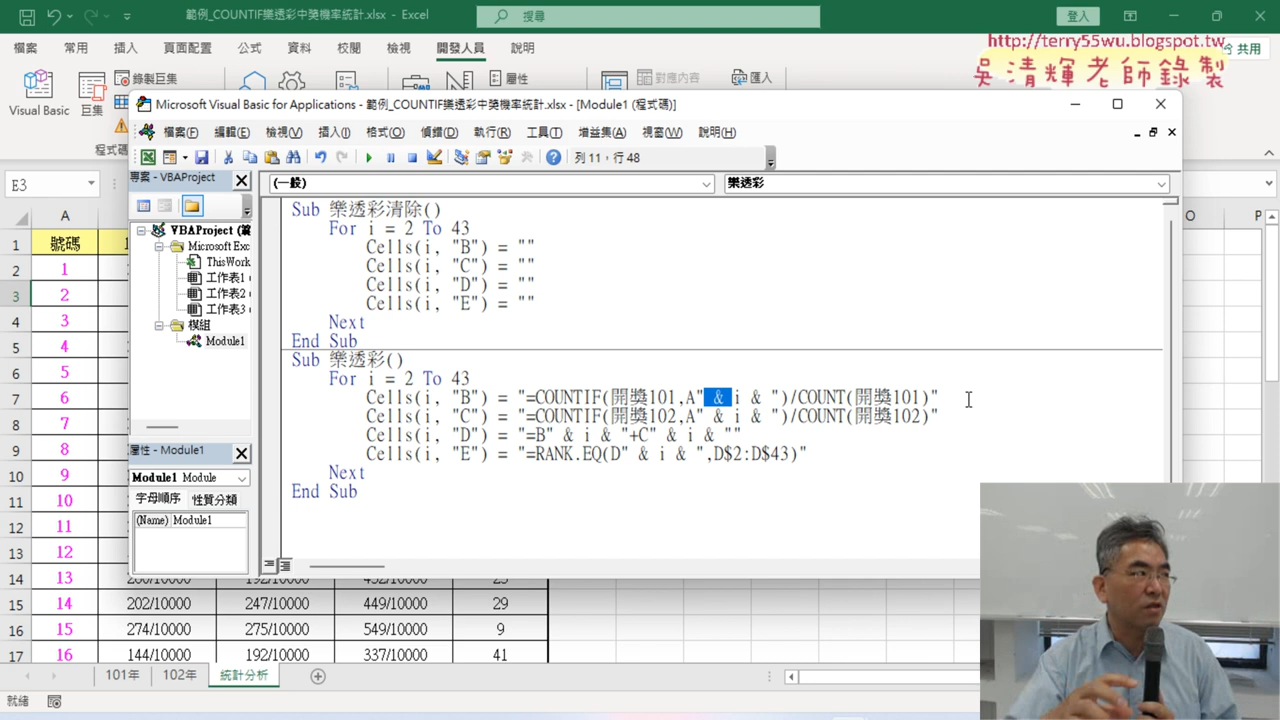 範例_COUNTIF樂透彩中獎機率統計.xlsx - Excel
搜尋
登入
檔案 常用 插入 頁面配置 公式 資料 校閱 檢視 開發人員 說明
共用
http://terry55wu.blogspot.tw
吳清輝老師錄製
Visual Basic
巨集
錄製巨集
屬性
對應內容
匯入
Microsoft Visual Basic for Applications - 範例_COUNTIF樂透彩中獎機率統計.xlsx - [Module1 (程式碼)]
檔案(F) 編輯(E) 檢視(V) 插入(I) 格式(O) 偵錯(D) 執行(R) 工具(T) 增益集(A) 視窗(W) 說明(H)
列 11，行 48
E3
專案 - VBAProject
(一般)
樂透彩
VBAProject (範
Microsoft Exc
ThisWork
工作表1
工作表2
工作表3
模組
Module1
屬性 - Module1
Module1 Module
字母順序 性質分類
(Name) Module1
Sub 樂透彩清除()
For i = 2 To 43
Cells(i, "B") = ""
Cells(i, "C") = ""
Cells(i, "D") = ""
Cells(i, "E") = ""
Next
End Sub
Sub 樂透彩()
For i = 2 To 43
Cells(i, "B") = "=COUNTIF(開獎101,A" & i & ")/COUNT(開獎101)"
Cells(i, "C") = "=COUNTIF(開獎102,A" & i & ")/COUNT(開獎102)"
Cells(i, "D") = "=B" & i & "+C" & i & ""
Cells(i, "E") = "=RANK.EQ(D" & i & ",D$2:D$43)"
Next
End Sub
A O P
1 號碼
2 1
3 2
4 3
5 4
6 5
7 6
8 7
9 8
10 9
11 10
12 11
13 12
14 13
15 14 202/10000 247/10000 449/10000 29
16 15 274/10000 275/10000 549/10000 9
17 16 144/10000 192/10000 337/10000 41
101年 102年 統計分析
就緒